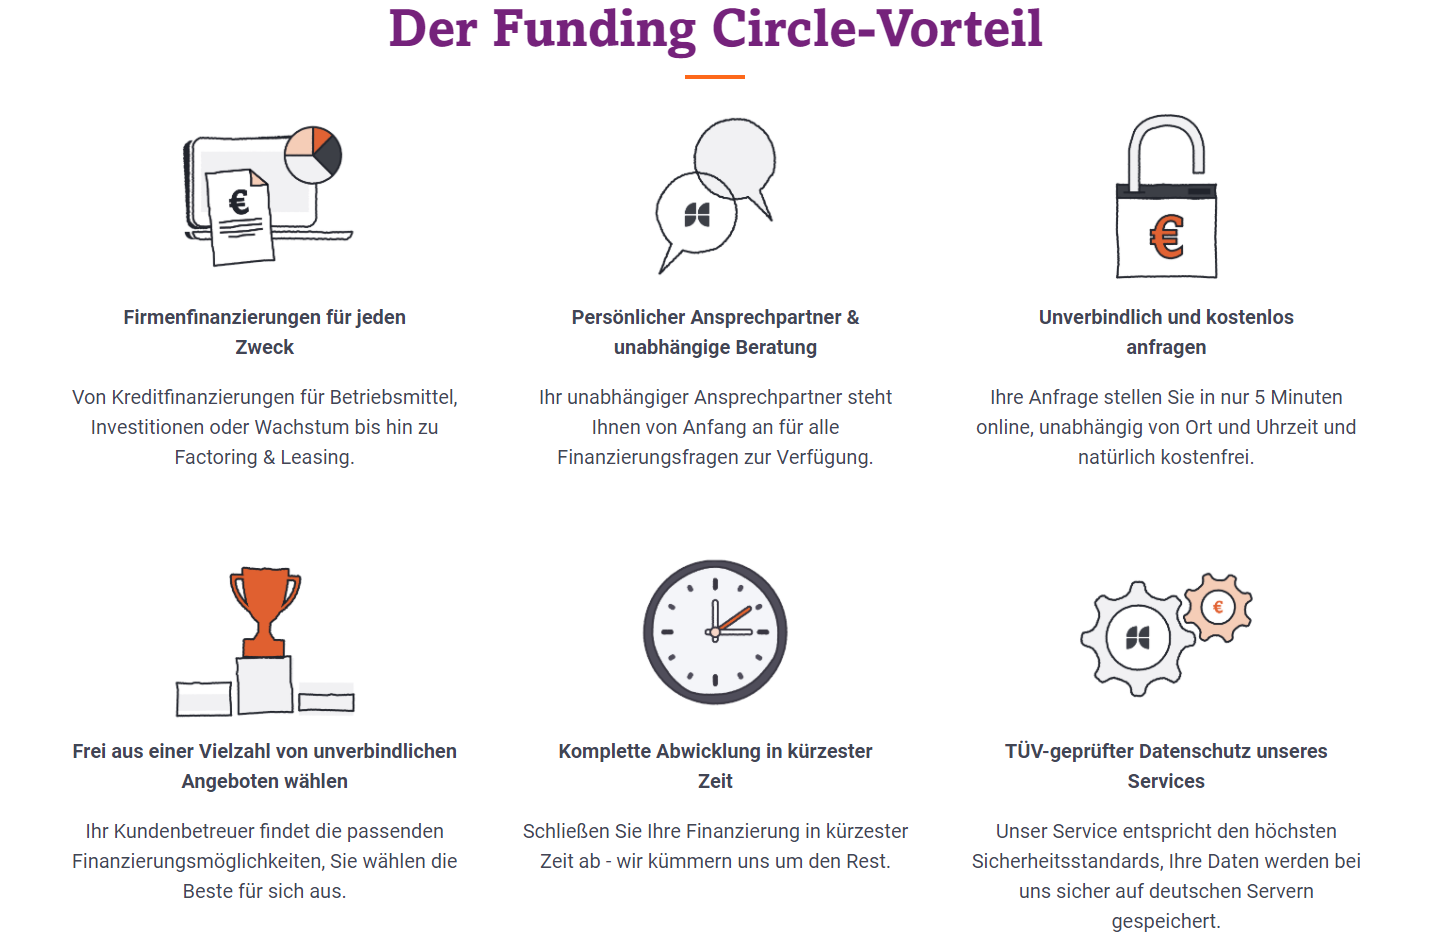 Der Funding Circle-Vorteil
€
€
Firmenfinanzierungen für jeden
Zweck
Von Kreditfinanzierungen für Betriebsmittel,
Investitionen oder Wachstum bis hin zu
Factoring & Leasing.
Persönlicher Ansprechpartner &
unabhängige Beratung
Ihr unabhängiger Ansprechpartner steht
Ihnen von Anfang an für alle
Finanzierungsfragen zur Verfügung.
Unverbindlich und kostenlos
anfragen
Ihre Anfrage stellen Sie in nur 5 Minuten
online, unabhängig von Ort und Uhrzeit und
natürlich kostenfrei.
€
Frei aus einer Vielzahl von unverbindlichen
Angeboten wählen
Ihr Kundenbetreuer findet die passenden
Finanzierungsmöglichkeiten, Sie wählen die
Beste für sich aus.
Komplette Abwicklung in kürzester
Zeit
Schließen Sie Ihre Finanzierung in kürzester
Zeit ab - wir kümmern uns um den Rest.
TÜV-geprüfter Datenschutz unseres
Services
Unser Service entspricht den höchsten
Sicherheitsstandards, Ihre Daten werden bei
uns sicher auf deutschen Servern
gespeichert.